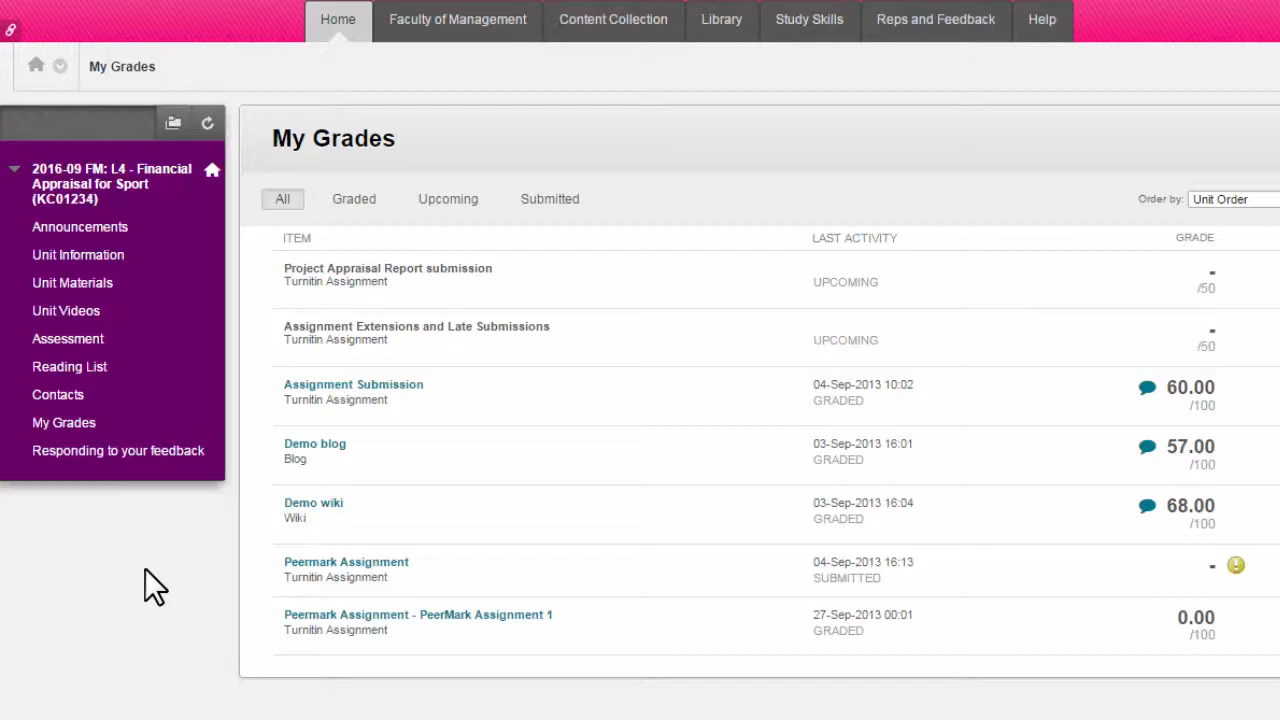 Home Faculty of Management Content Collection Library Study Skills Reps and Feedback Help
My Grades
2016-09 FM: L4 - Financial
Appraisal for Sport
(KC01234)
Announcements
Unit Information
Unit Materials
Unit Videos
Assessment
Reading List
Contacts
My Grades
Responding to your feedback
My Grades
All Graded Upcoming Submitted Order by: Unit Order
ITEM LAST ACTIVITY GRADE
Project Appraisal Report submission
Turnitin Assignment UPCOMING -
/50
Assignment Extensions and Late Submissions
Turnitin Assignment UPCOMING -
/50
Assignment Submission 04-Sep-2013 10:02 60.00
Turnitin Assignment GRADED /100
Demo blog 03-Sep-2013 16:01 57.00
Blog GRADED /100
Demo wiki 03-Sep-2013 16:04 68.00
Wiki GRADED /100
Peermark Assignment 04-Sep-2013 16:13 -
Turnitin Assignment SUBMITTED
Peermark Assignment - PeerMark Assignment 1 27-Sep-2013 00:01 0.00
Turnitin Assignment GRADED /100